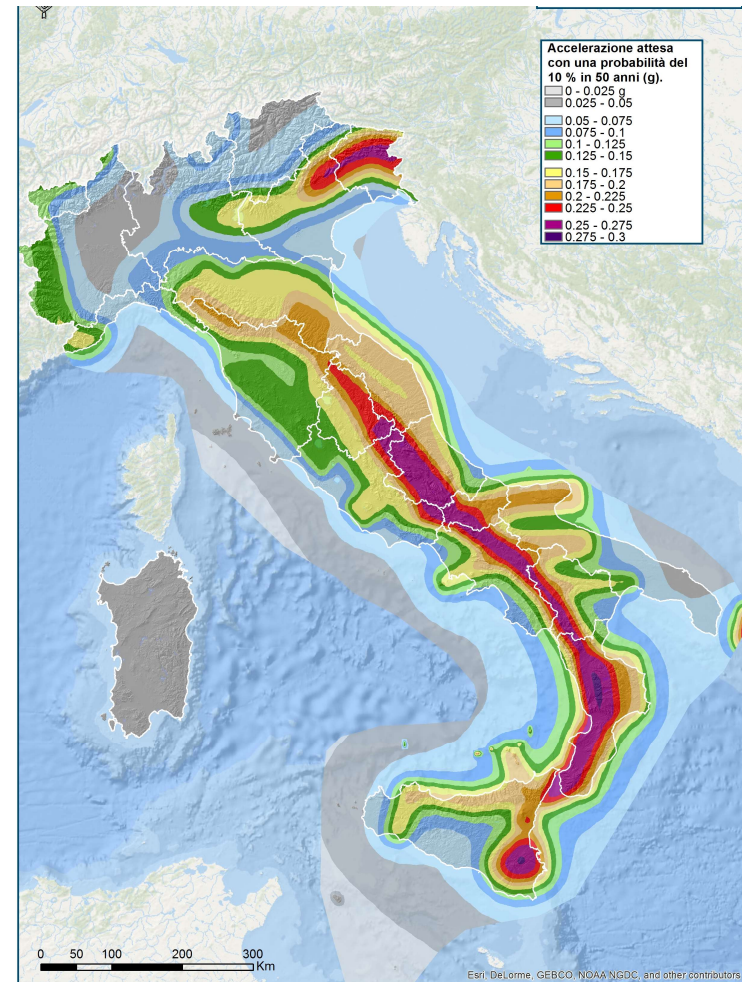 Accelerazione attesa
con una probabilità del
10 % in 50 anni (g).
0 - 0.025 g
0.025 - 0.05
0.05 - 0.075
0.075 - 0.1
0.1 - 0.125
0.125 - 0.15
0.15 - 0.175
0.175 - 0.2
0.2 - 0.225
0.225 - 0.25
0.25 - 0.275
0.275 - 0.3
0 50 100 200 300
Km
Esri, DeLorme, GEBCO, NOAA NGDC, and other contributors